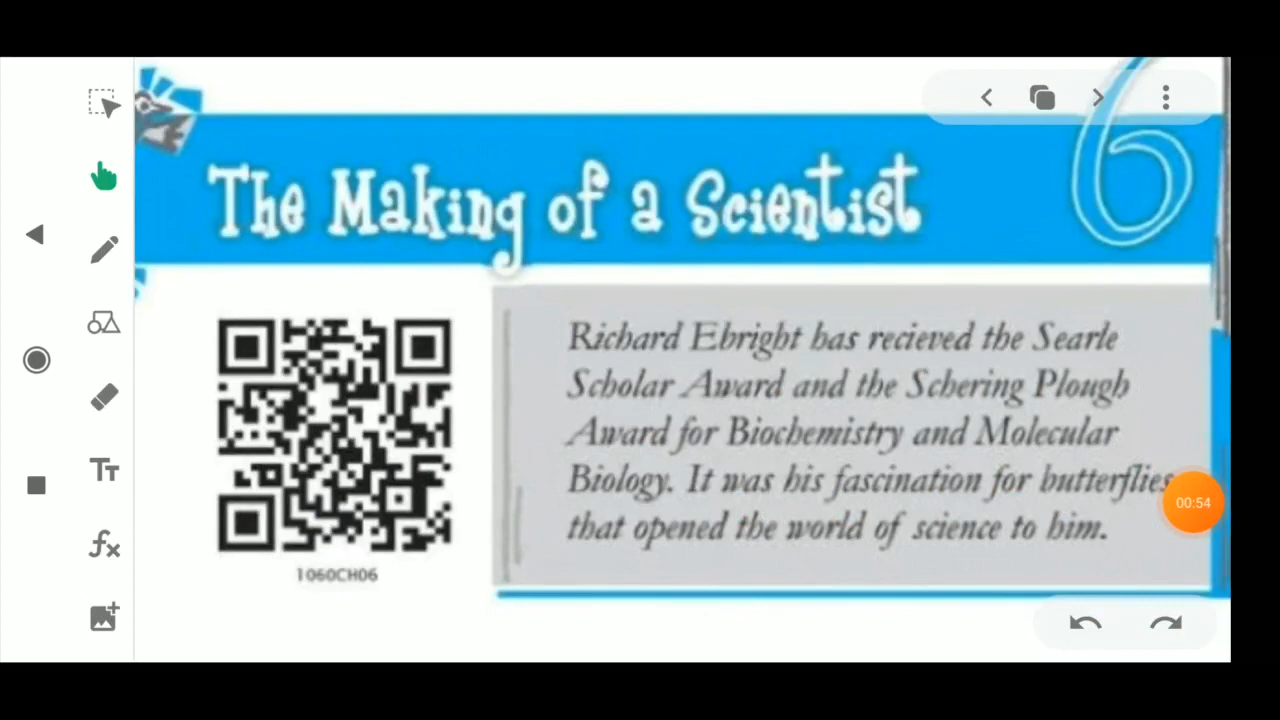 6
The Making of a Scientist
Richard Ebright has recieved the Searle
Scholar Award and the Schering Plough
Award for Biochemistry and Molecular
Biology. It was his fascination for butterflies
that opened the world of science to him.
1060CH06
00:54
TT
fx